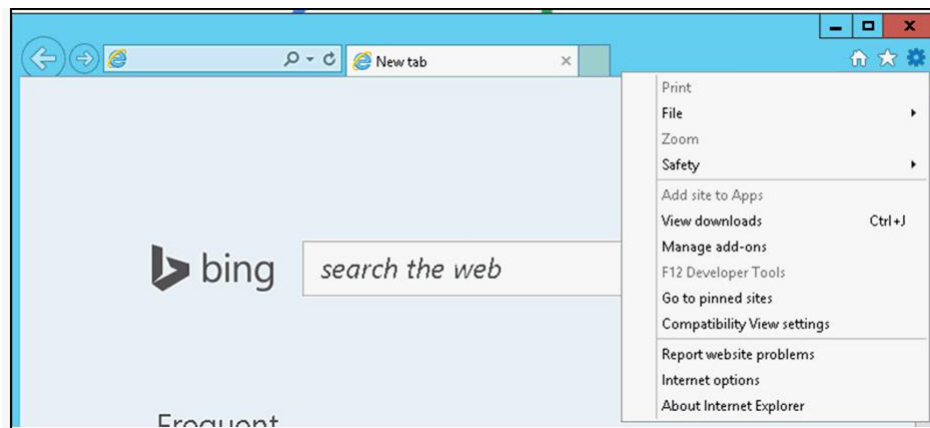 New tab
Print
File
Zoom
Safety
Add site to Apps
View downloads Ctrl+J
Manage add-ons
F12 Developer Tools
Go to pinned sites
Compatibility View settings
Report website problems
Internet options
About Internet Explorer
bing
search the web
Frequent